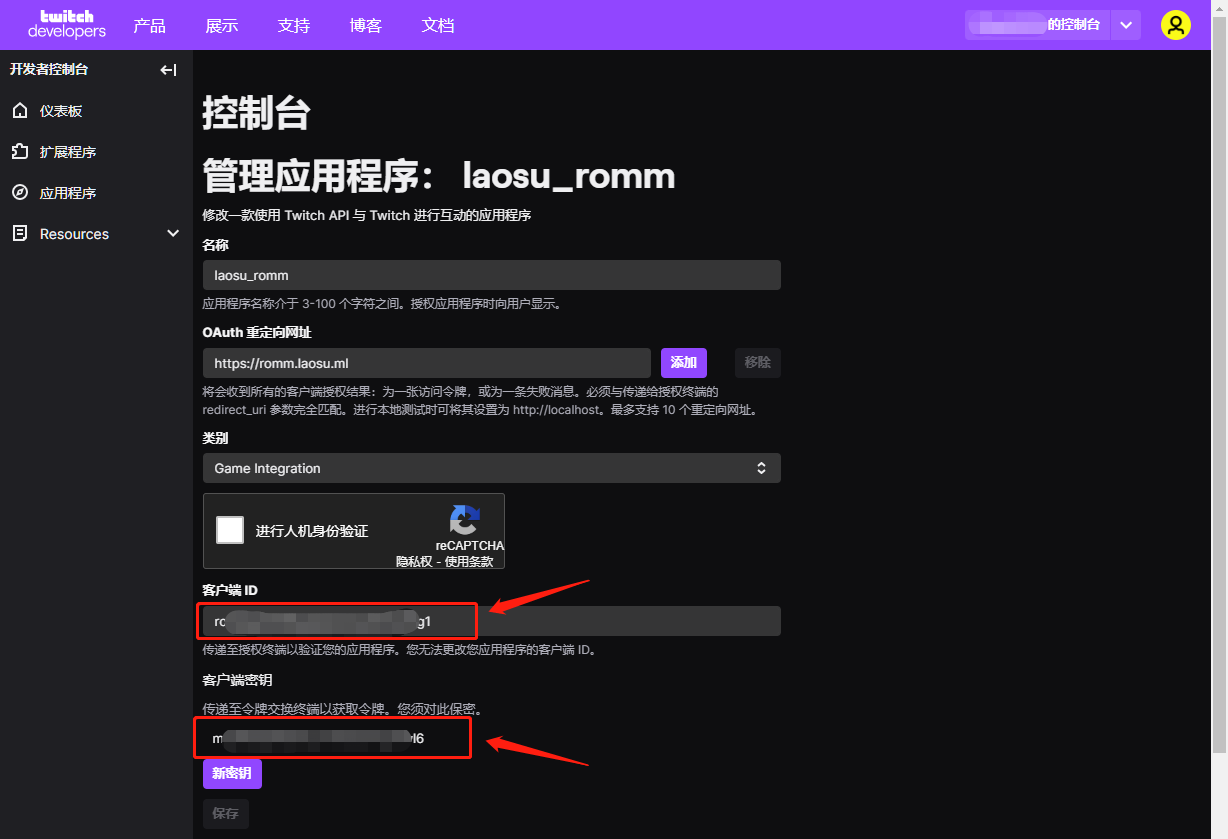 twitch
developers
产品
展示
支持
博客
文档
的控制台
开发者控制台
仪表板
扩展程序
应用程序
Resources
控制台
管理应用程序： laosu_romm
修改一款使用 Twitch API 与 Twitch 进行互动的应用程序
名称
laosu_romm
应用程序名称介于 3-100 个字符之间。授权应用程序时向用户显示。
OAuth 重定向网址
https://romm.laosu.ml
添加
移除
将会收到所有的客户端授权结果：为一张访问令牌，或为一条失败消息。必须与传递给授权终端的
redirect_uri 参数完全匹配。进行本地测试时可将其设置为 http://localhost。最多支持 10 个重定向网址。
类别
Game Integration
进行人机身份验证
reCAPTCHA
隐私权 - 使用条款
客户端 ID
传递至授权终端以验证您的应用程序。您无法更改您应用程序的客户端 ID。
客户端密钥
传递至令牌交换终端以获取令牌。您须对此保密。
新密钥
保存